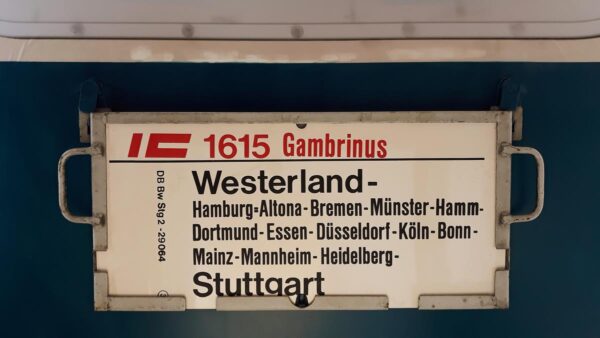 IC 1615 Gambrinus
Westerland-
Hamburg=Altona-Bremen-Münster-Hamm-
Dortmund-Essen-Düsseldorf-Köln-Bonn-
Mainz-Mannheim-Heidelberg-
Stuttgart
DB Bw Stg 2 -29064